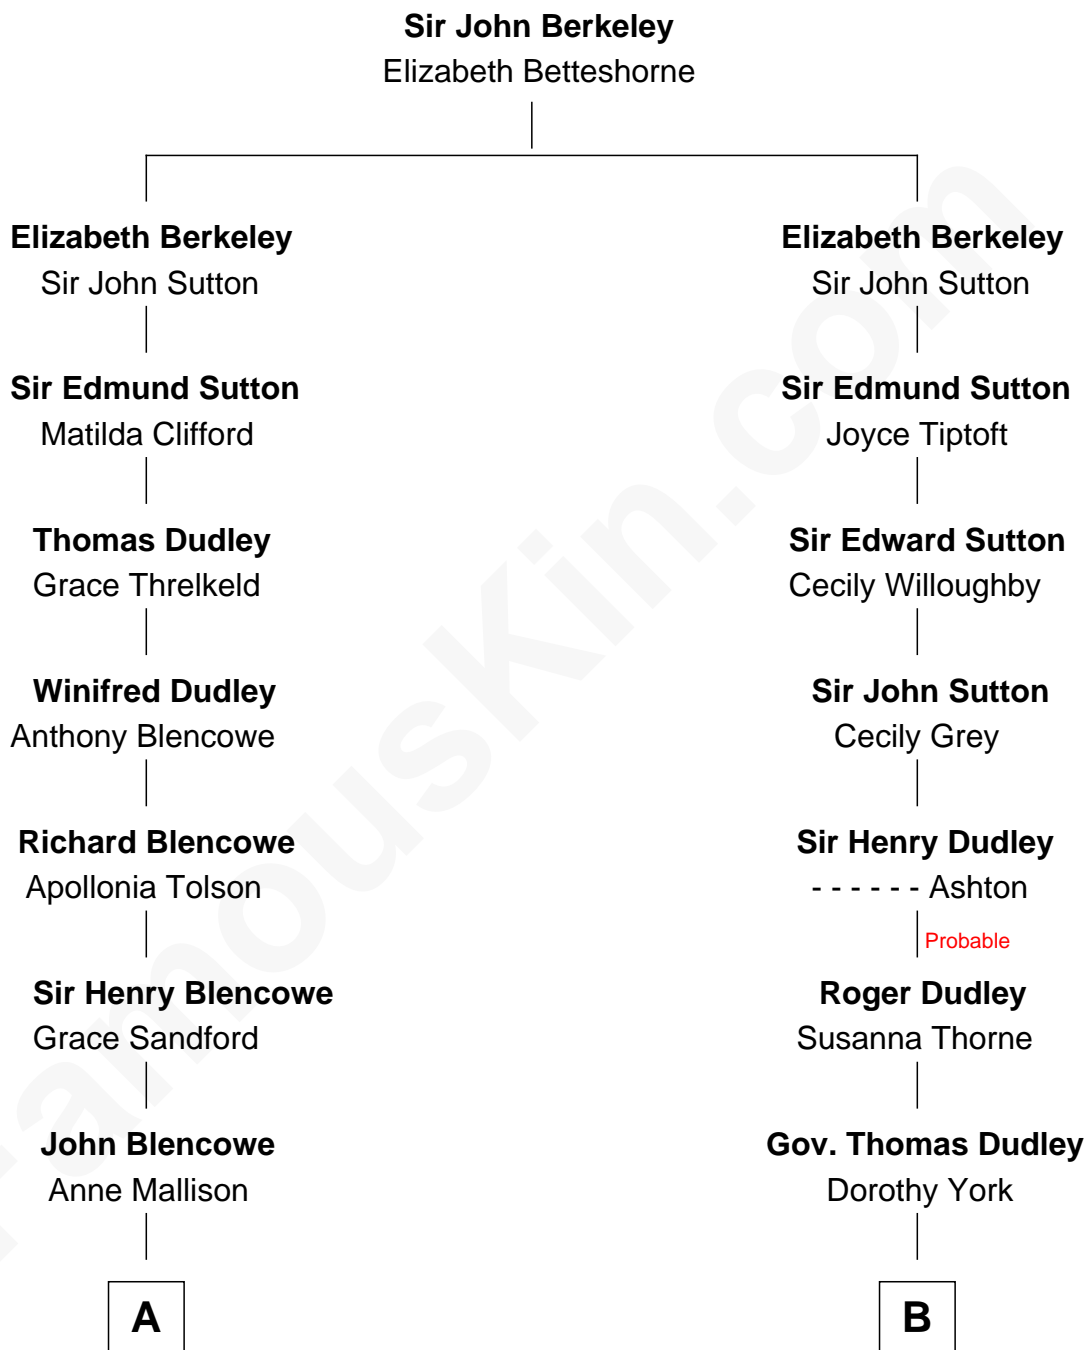 Sir John Berkeley
Elizabeth Betteshorne
Elizabeth Berkeley
Sir John Sutton
Elizabeth Berkeley
Sir John Sutton
Sir Edmund Sutton
Matilda Clifford
Sir Edmund Sutton
Joyce Tiptoft
Thomas Dudley
Grace Threlkeld
Sir Edward Sutton
Cecily Willoughby
Winifred Dudley
Anthony Blencowe
Sir John Sutton
Cecily Grey
Richard Blencowe
Apollonia Tolson
Sir Henry Dudley
- - - - - - Ashton
Probable
Sir Henry Blencowe
Grace Sandford
Roger Dudley
Susanna Thorne
John Blencowe
Anne Mallison
Gov. Thomas Dudley
Dorothy York
A
B
FamousKin.com